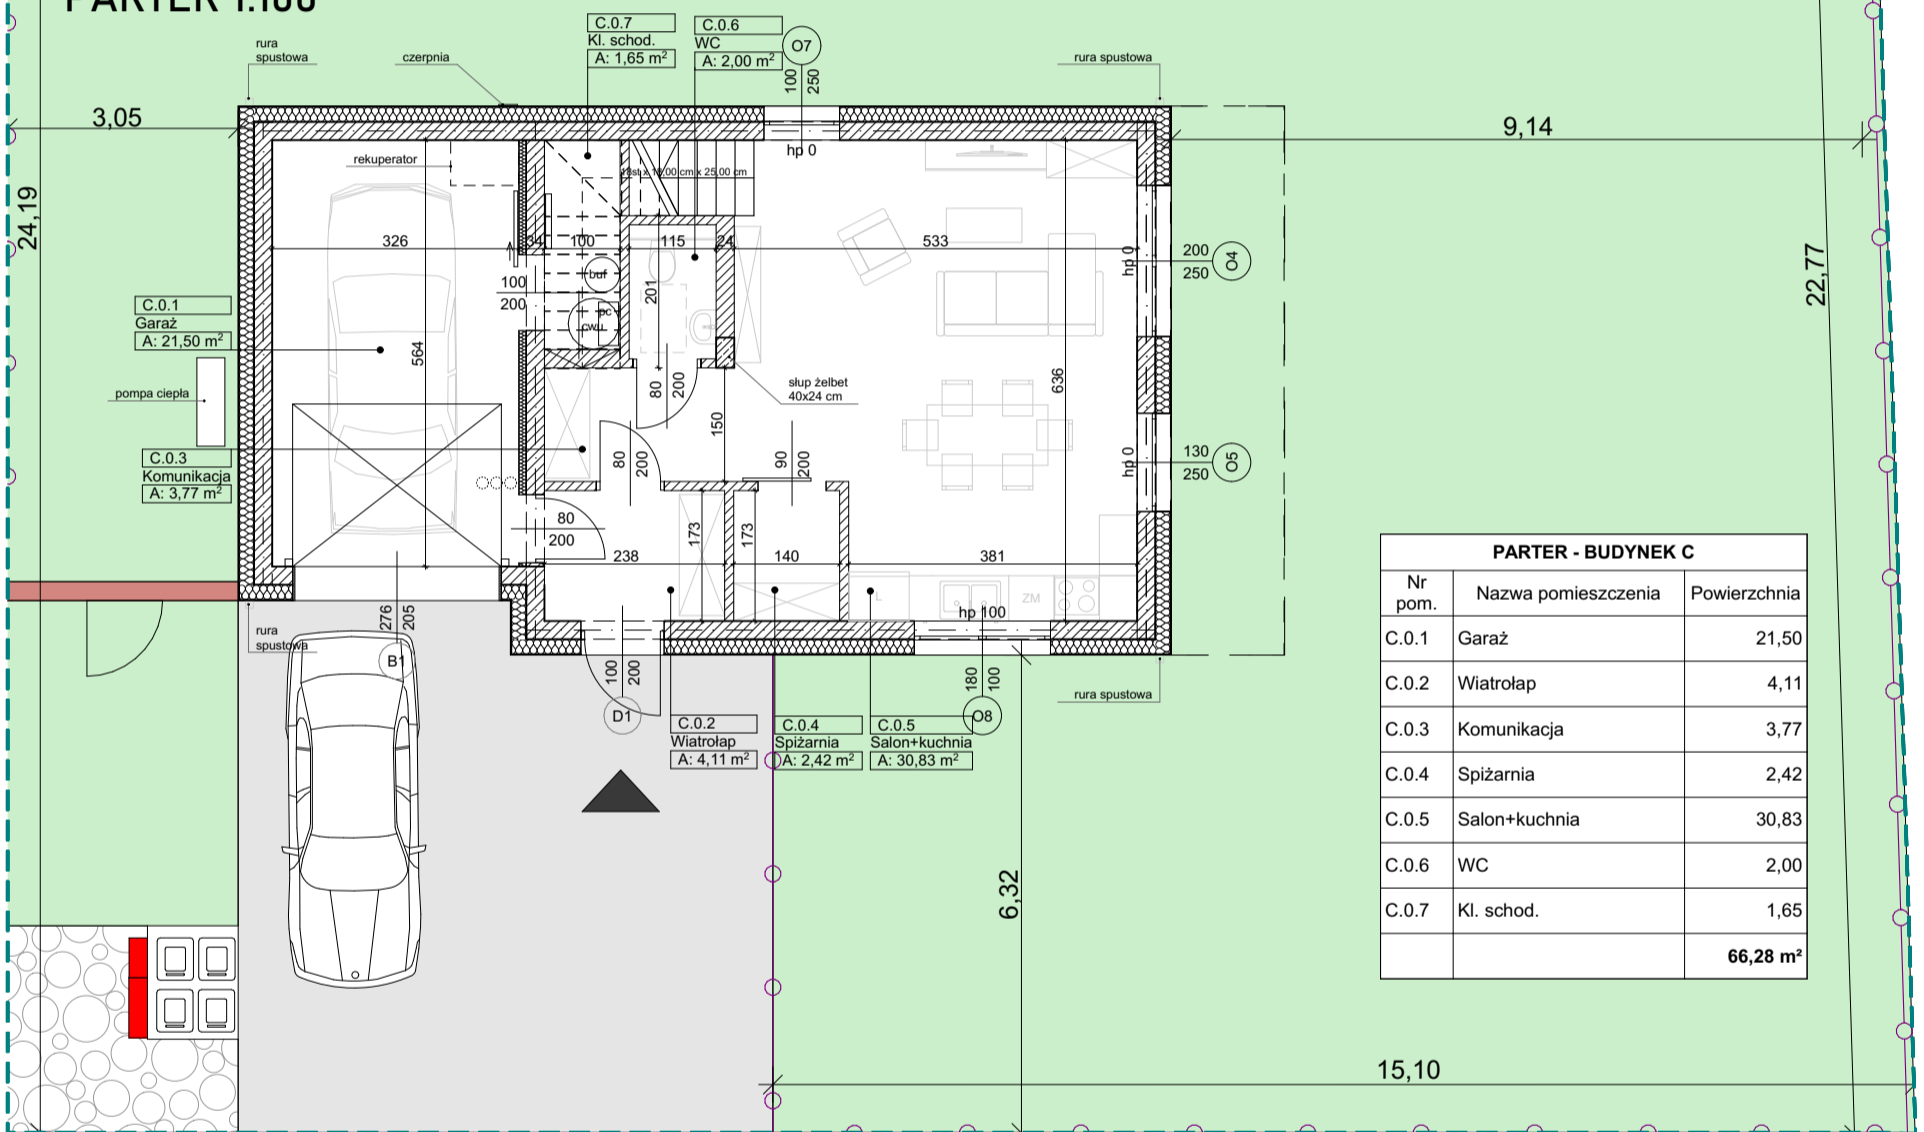 PARTER 1:100
C.0.7
Kl. schod.
A: 1,65 m²
C.0.6
WC
A: 2,00 m²
O7
100
250
rura
spustowa
czerpnia
rura spustowa
3,05
9,14
hp 0
rekuperator
18st x 18,00 cm x 25,00 cm
24,19
326
34
100
115
24
533
hp 0
200
250
O4
22,77
buf
pc
cwu
100
200
201
C.0.1
Garaż
A: 21,50 m²
564
636
pompa ciepła
80
200
słup żelbet
40x24 cm
150
C.0.3
Komunikacja
A: 3,77 m²
80
200
90
200
hp 0
130
250
O5
80
200
238
173
173
140
381
L
ZM
hp 100
276
205
rura
spustowa
B1
100
200
D1
180
100
O8
rura spustowa
C.0.2
Wiatrołap
A: 4,11 m²
C.0.4
Spiżarnia
A: 2,42 m²
C.0.5
Salon+kuchnia
A: 30,83 m²
6,32
15,10
PARTER - BUDYNEK C
Nr pom. Nazwa pomieszczenia Powierzchnia
C.0.1 Garaż 21,50
C.0.2 Wiatrołap 4,11
C.0.3 Komunikacja 3,77
C.0.4 Spiżarnia 2,42
C.0.5 Salon+kuchnia 30,83
C.0.6 WC 2,00
C.0.7 Kl. schod. 1,65
66,28 m²